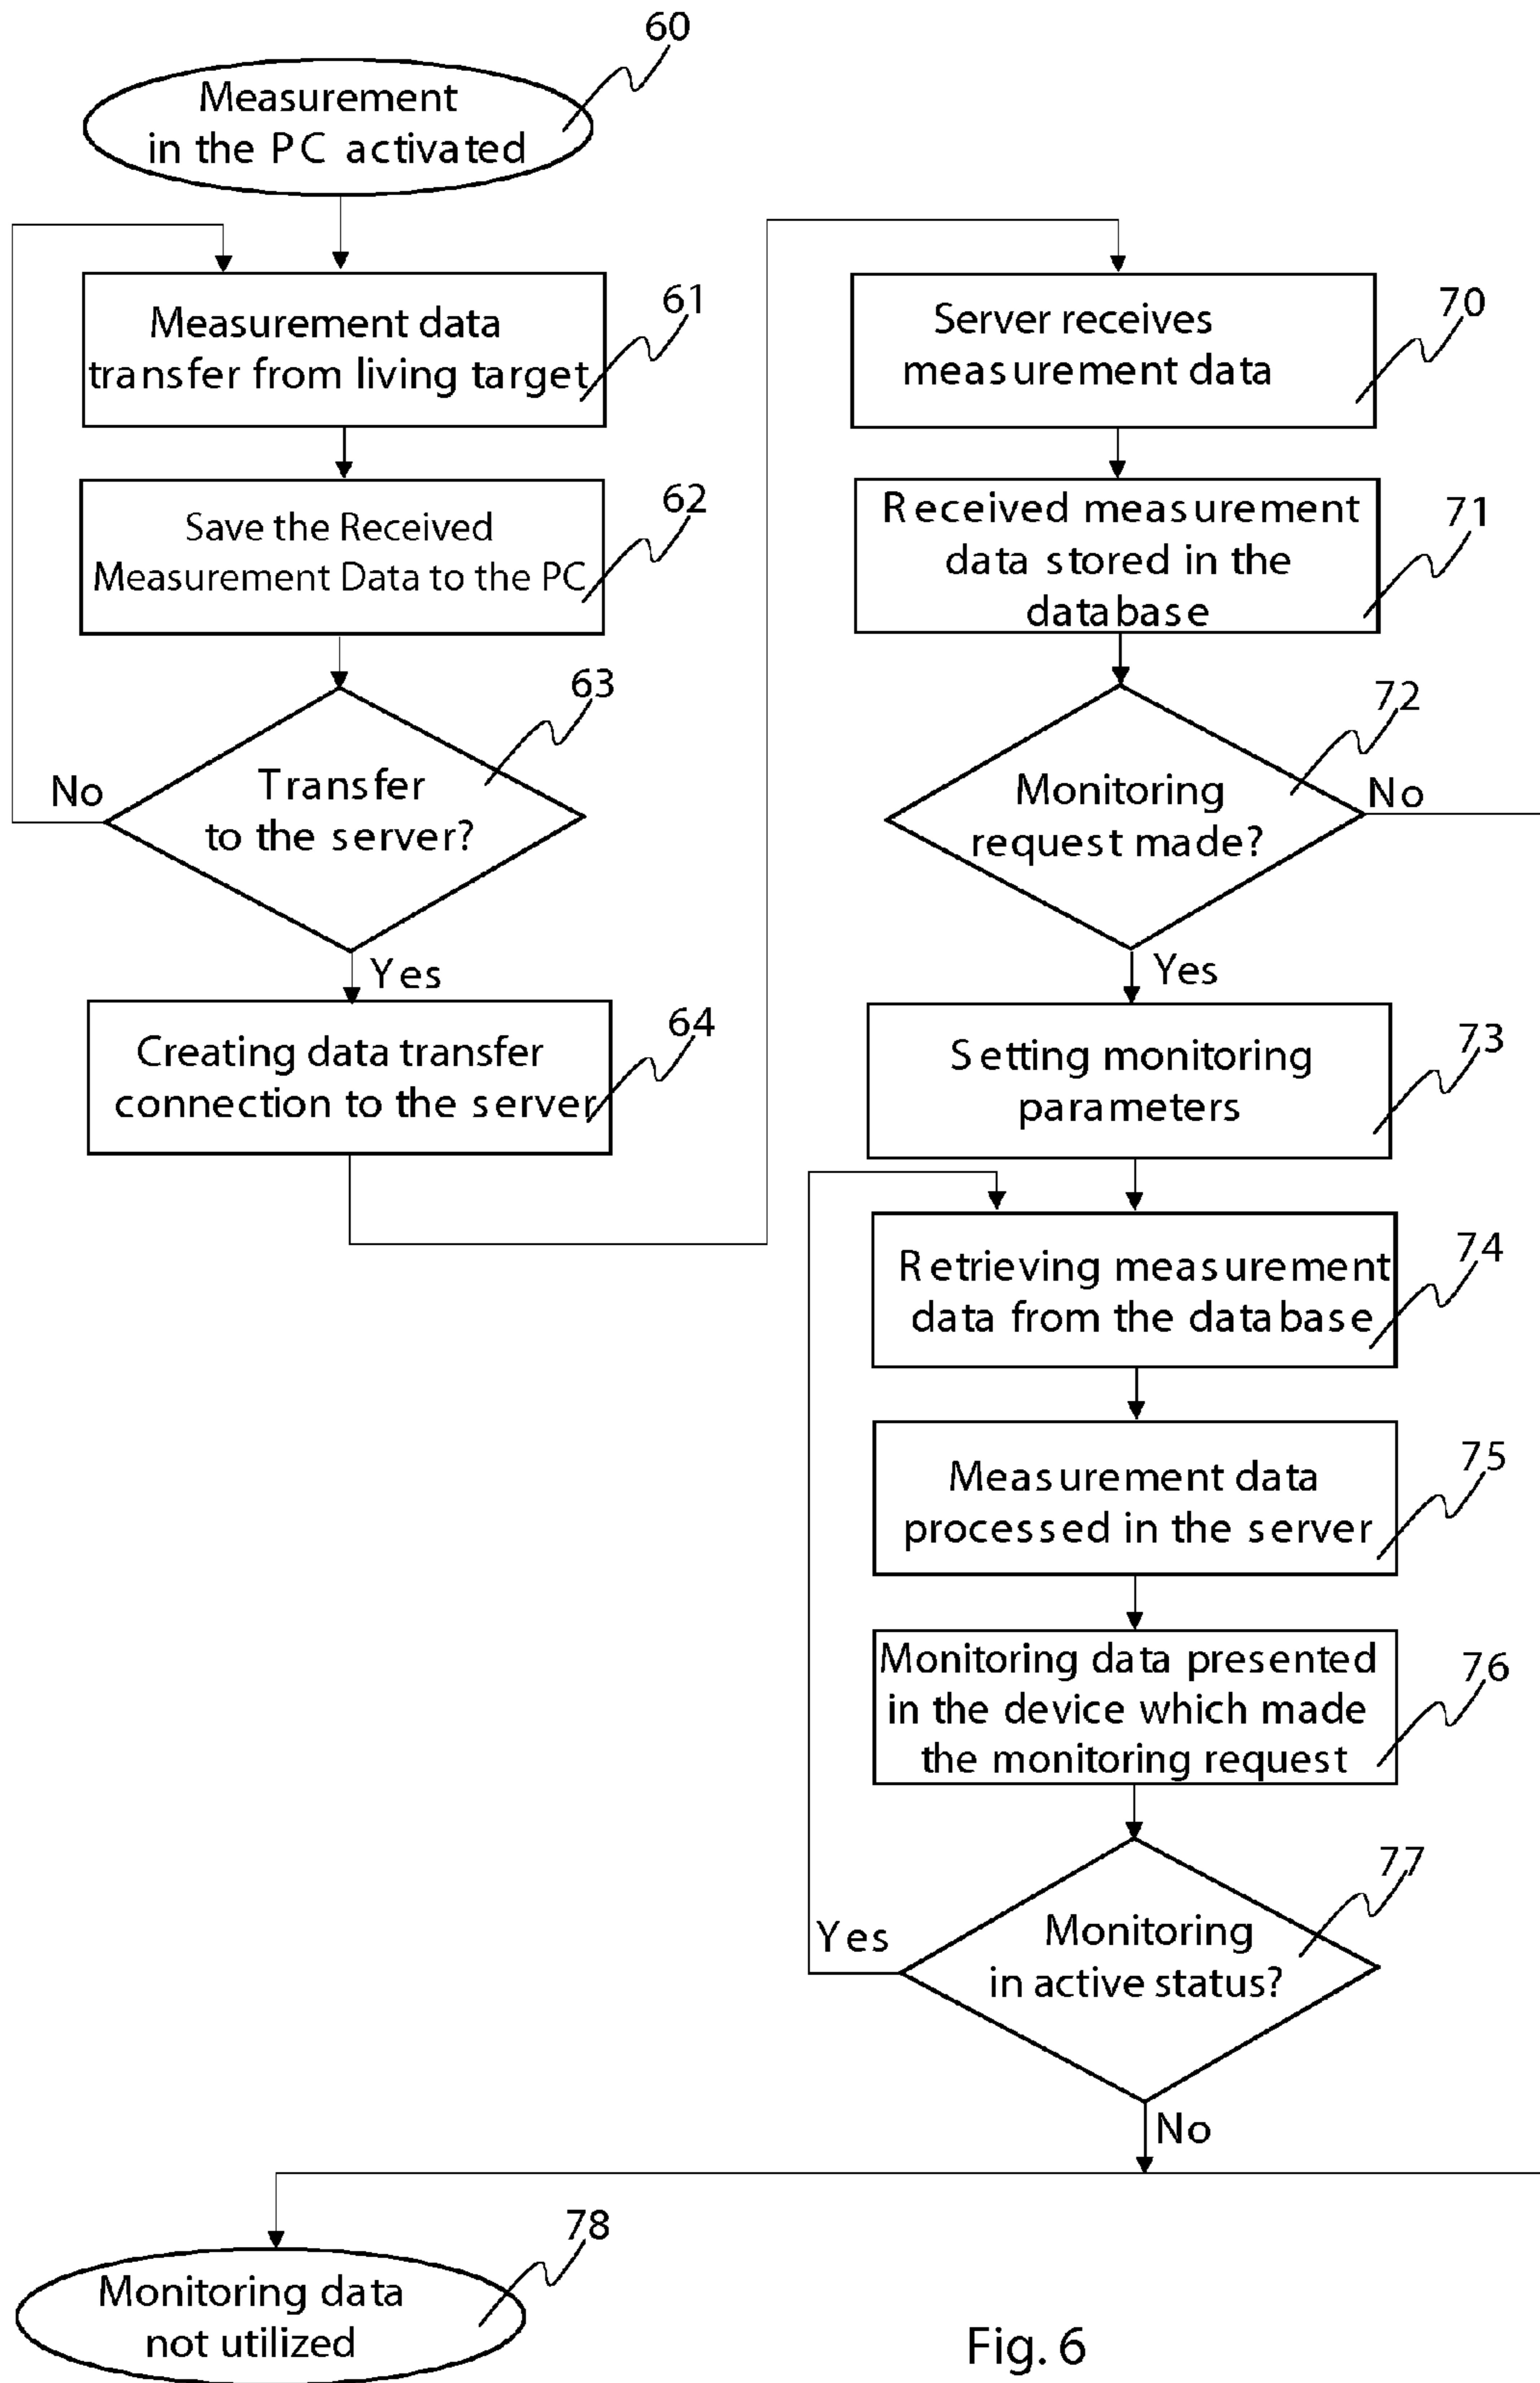 60
Measurement
in the PC activated
61
Measurement data
transfer from living target
62
Save the Received
Measurement Data to the PC
63
Transfer
to the server?
No
Yes
64
Creating data transfer
connection to the server
70
Server receives
measurement data
71
Received measurement
data stored in the
database
72
Monitoring
request made?
No
Yes
73
Setting monitoring
parameters
74
Retrieving measurement
data from the database
75
Measurement data
processed in the server
76
Monitoring data presented
in the device which made
the monitoring request
77
Monitoring
in active status?
Yes
No
78
Monitoring data
not utilized
Fig. 6